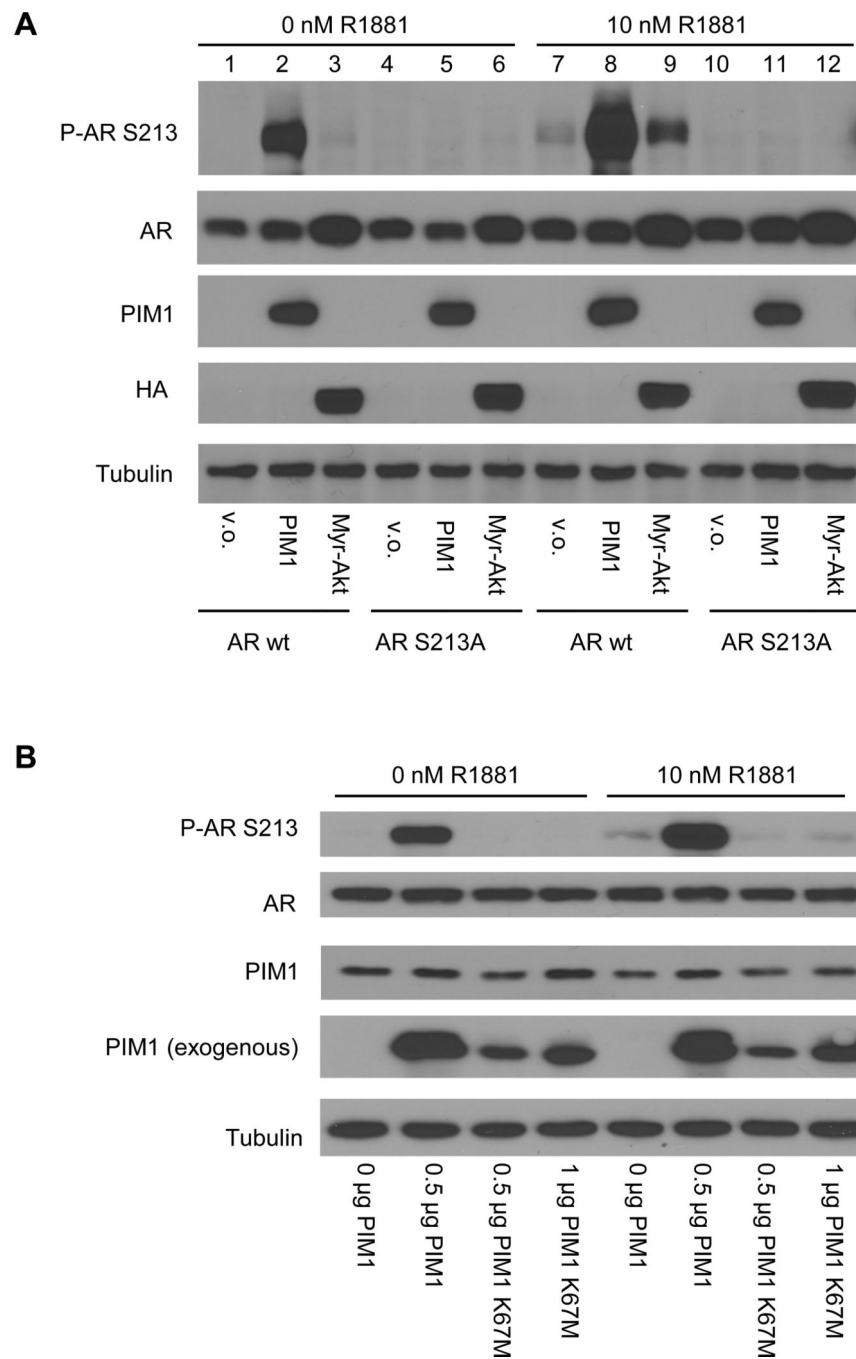 A
0 nM R1881 10 nM R1881
1 2 3 4 5 6 7 8 9 10 11 12
P-AR S213
AR
PIM1
HA
Tubulin
v.o. PIM1 Myr-Akt v.o. PIM1 Myr-Akt v.o. PIM1 Myr-Akt v.o. PIM1 Myr-Akt
AR wt AR S213A AR wt AR S213A
B
0 nM R1881 10 nM R1881
P-AR S213
AR
PIM1
PIM1 (exogenous)
Tubulin
0 µg PIM1 0.5 µg PIM1 0.5 µg PIM1 K67M 1 µg PIM1 K67M 0 µg PIM1 0.5 µg PIM1 0.5 µg PIM1 K67M 1 µg PIM1 K67M